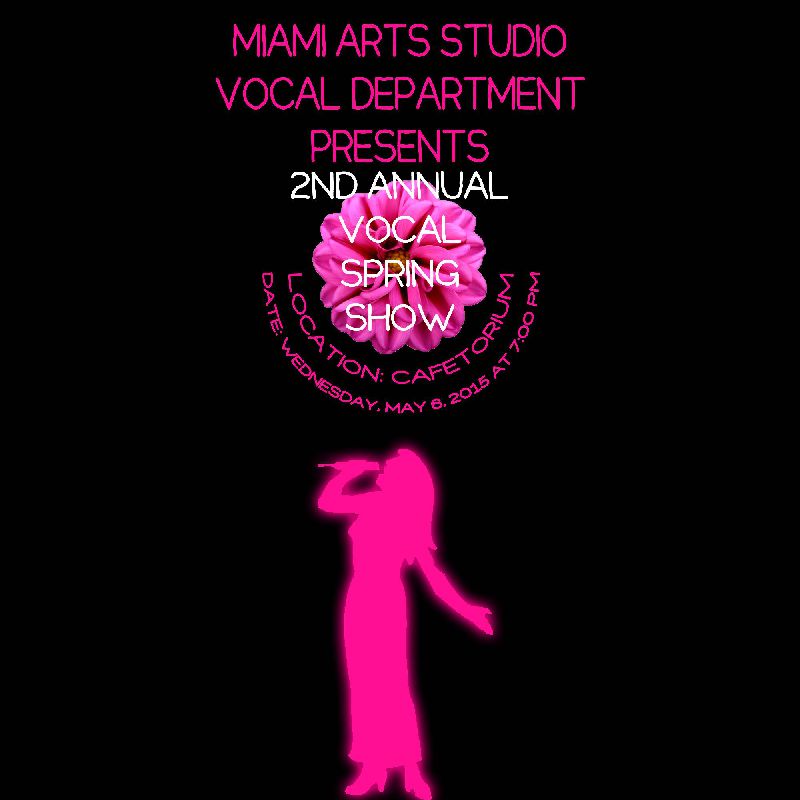 MIAMI ARTS STUDIO
VOCAL DEPARTMENT
PRESENTS
2ND ANNUAL
VOCAL
SPRING
SHOW
LOCATION: CAFETORIUM
DATE: WEDNESDAY, MAY 6, 2015 AT 7:00 PM